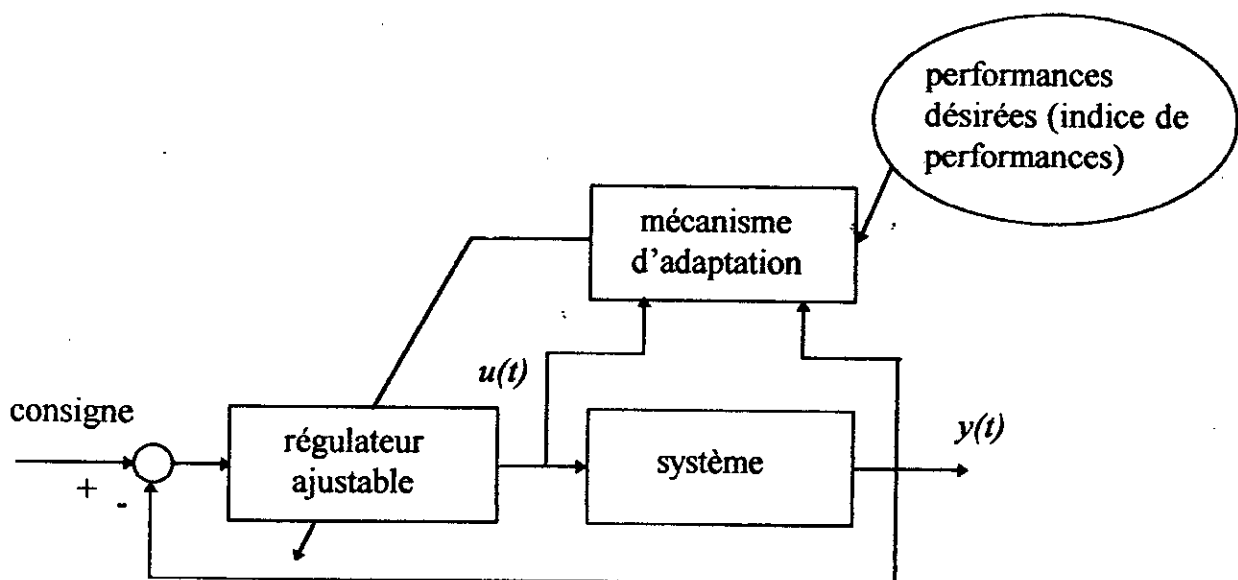 performances
désirées (indice de
performances)
mécanisme
d'adaptation
u(t)
consigne
régulateur
ajustable
système
y(t)
+
-